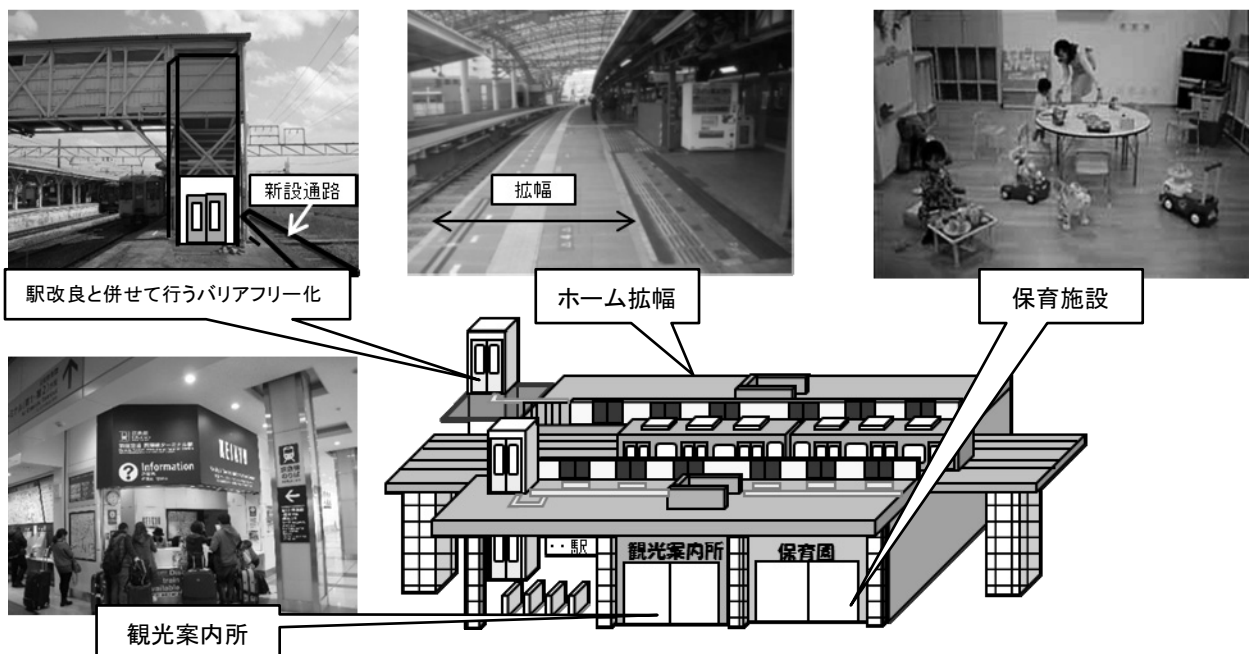 新設通路
駅改良と併せて行うバリアフリー化
拡幅
ホーム拡幅
保育施設
KEIKYU
Information
観光案内所
・・駅
観光案内所
保育園